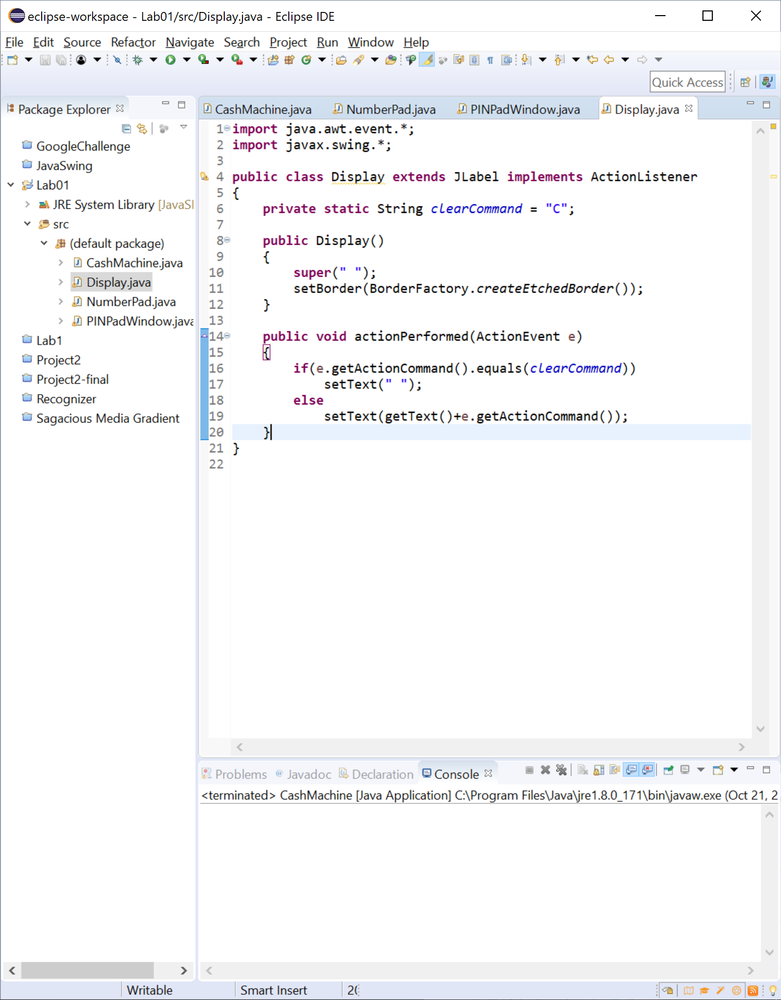 eclipse-workspace - Lab01/src/Display.java - Eclipse IDE
File Edit Source Refactor Navigate Search Project Run Window Help
Quick Access
Package Explorer
CashMachine.java NumberPad.java PINPadWindow.java Display.java
GoogleChallenge
JavaSwing
Lab01
JRE System Library [JavaSI
src
(default package)
CashMachine.java
Display.java
NumberPad.java
PINPadWindow.java
Lab1
Project2
Project2-final
Recognizer
Sagacious Media Gradient
1 import java.awt.event.*;
2 import javax.swing.*;
3
4 public class Display extends JLabel implements ActionListener
5 {
6     private static String clearCommand = "C";
7
8     public Display()
9     {
10         super(" ");
11         setBorder(BorderFactory.createEtchedBorder());
12     }
13
14     public void actionPerformed(ActionEvent e)
15     {
16         if(e.getActionCommand().equals(clearCommand))
17             setText(" ");
18         else
19             setText(getText()+e.getActionCommand());
20     }
21 }
22
Problems Javadoc Declaration Console
<terminated> CashMachine [Java Application] C:\Program Files\Java\jre1.8.0_171\bin\javaw.exe (Oct 21, 2
Writable Smart Insert 20